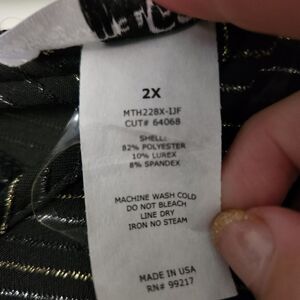 2X
MTH228X-IJF
CUT# 64068
SHELL:
82% POLYESTER
10% LUREX
8% SPANDEX
MACHINE WASH COLD
DO NOT BLEACH
LINE DRY
IRON NO STEAM
MADE IN USA
RN# 99217